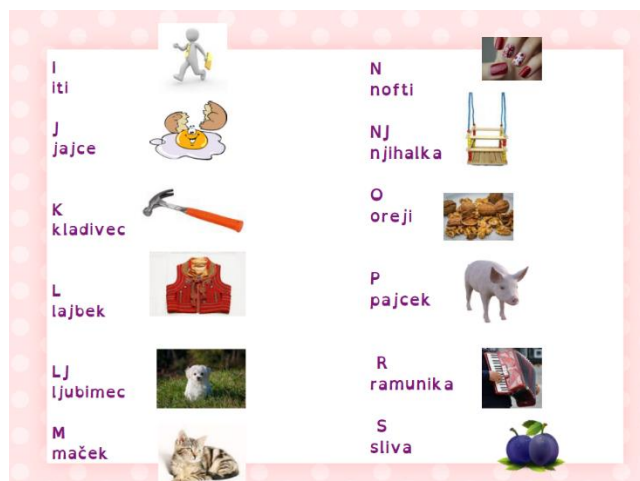 I
iti
J
jajce
K
kladivec
L
lajbek
LJ
ljubimec
M
maček
N
nofti
NJ
njihalka
O
oreji
P
pajcek
R
ramunika
S
sliva